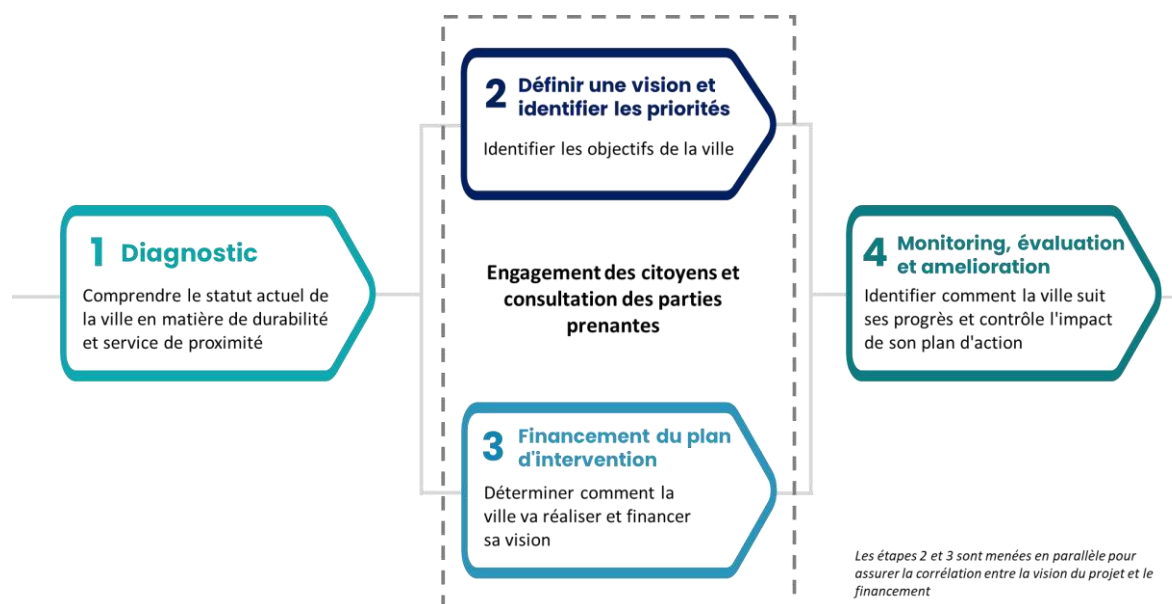 1 Diagnostic
Comprendre le statut actuel de
la ville en matière de durabilité
et service de proximité
2 Définir une vision et
identifier les priorités
Identifier les objectifs de la ville
Engagement des citoyens et
consultation des parties
prenantes
3 Financement du plan
d'intervention
Déterminer comment la
ville va réaliser et financer
sa vision
4 Monitoring, évaluation
et amelioration
Identifier comment la ville suit
ses progrès et contrôle l'impact
de son plan d'action
Les étapes 2 et 3 sont menées en parallèle pour
assurer la corrélation entre la vision du projet et le
financement